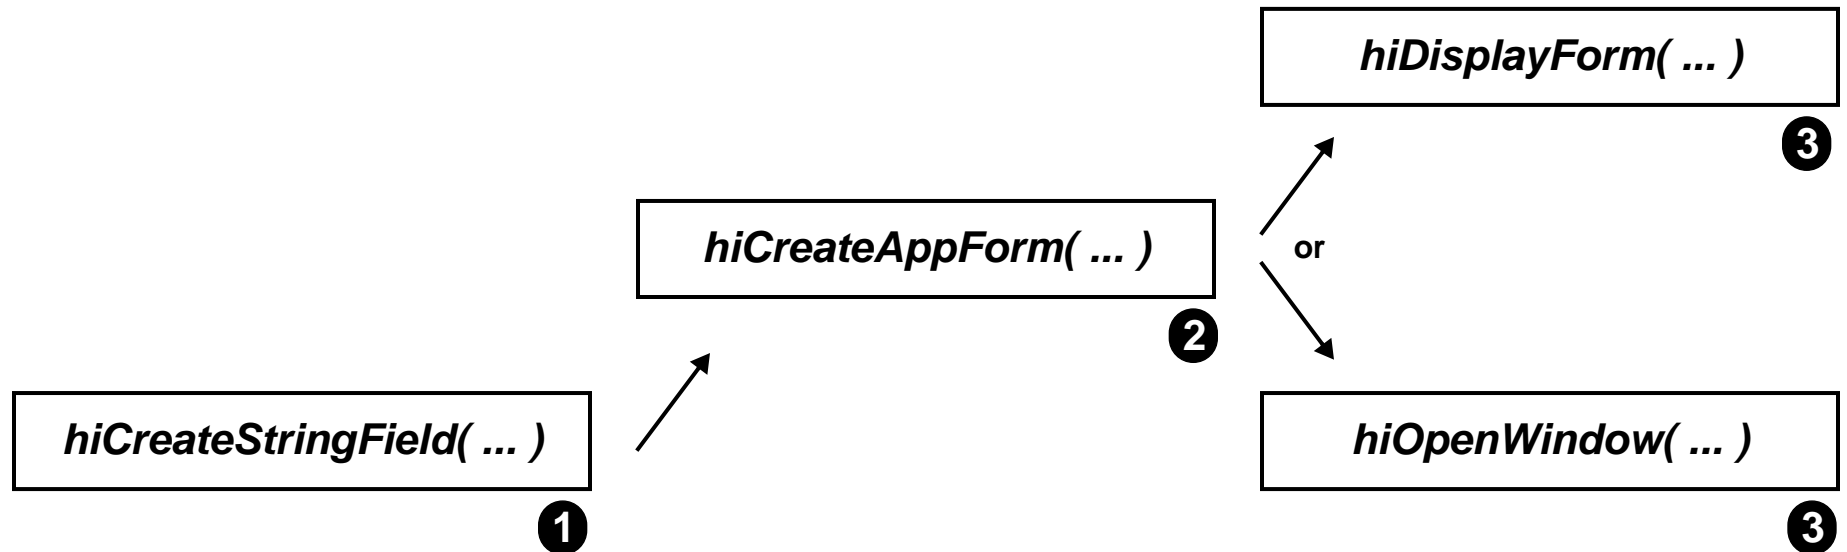 hiDisplayForm( ... )
3
hiCreateAppForm( ... )
or
2
hiCreateStringField( ... )
1
hiOpenWindow( ... )
3